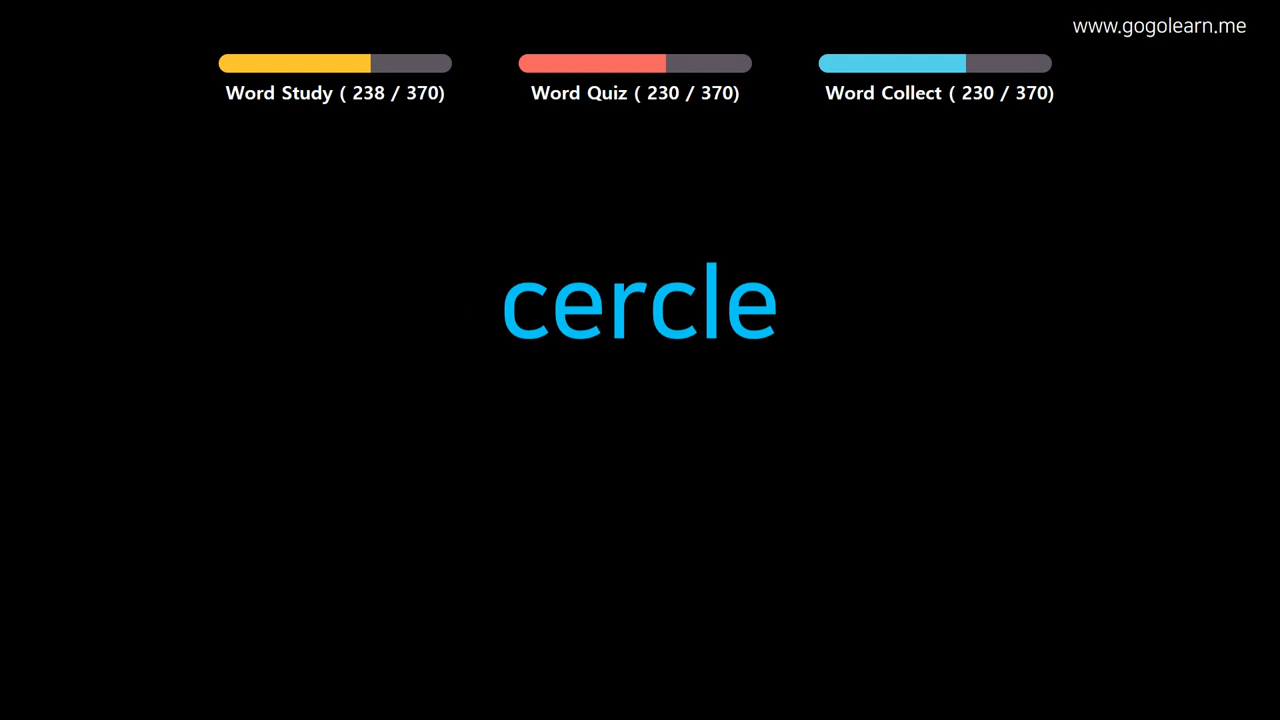 www.gogolearn.me
Word Study ( 238 / 370)
Word Quiz ( 230 / 370)
Word Collect ( 230 / 370)
cercle